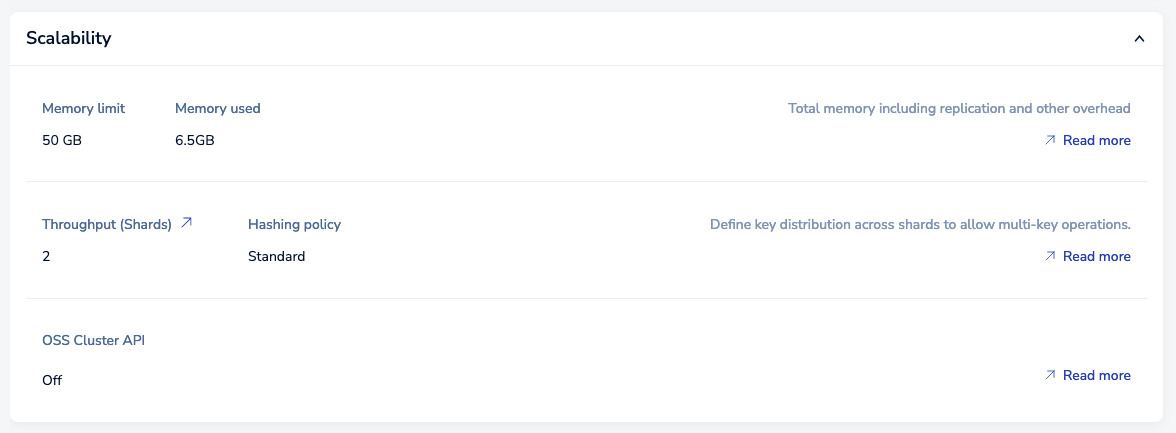 Scalability
Memory limit
Memory used
Total memory including replication and other overhead
50 GB
6.5GB
Read more
Throughput (Shards)
Hashing policy
Define key distribution across shards to allow multi-key operations.
2
Standard
Read more
OSS Cluster API
Off
Read more